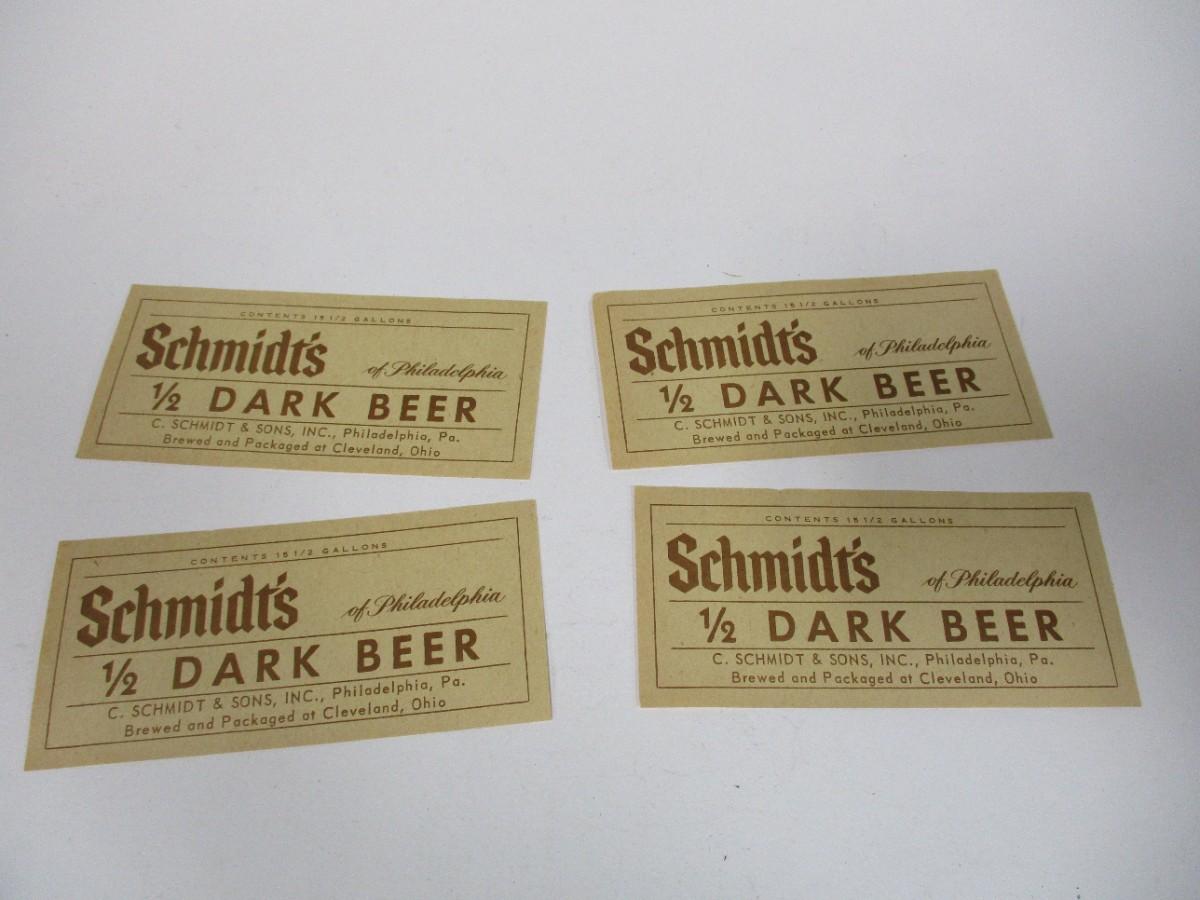 CONTENTS 15 1/2 GALLONS
Schmidt's of Philadelphia
½ DARK BEER
C. SCHMIDT & SONS, INC., Philadelphia, Pa.
Brewed and Packaged at Cleveland, Ohio
CONTENTS 15 1/2 GALLONS
Schmidt's of Philadelphia
½ DARK BEER
C. SCHMIDT & SONS, INC., Philadelphia, Pa.
Brewed and Packaged at Cleveland, Ohio
CONTENTS 15 1/2 GALLONS
Schmidt's of Philadelphia
½ DARK BEER
C. SCHMIDT & SONS, INC., Philadelphia, Pa.
Brewed and Packaged at Cleveland, Ohio
CONTENTS 15 1/2 GALLONS
Schmidt's of Philadelphia
½ DARK BEER
C. SCHMIDT & SONS, INC., Philadelphia, Pa.
Brewed and Packaged at Cleveland, Ohio